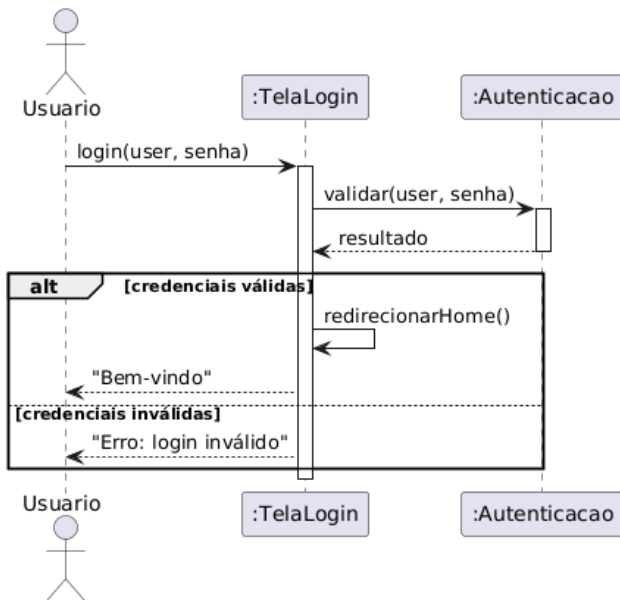 Usuario
:TelaLogin
:Autenticacao
login(user, senha)
validar(user, senha)
resultado
alt
[credenciais válidas]
redirecionarHome()
"Bem-vindo"
[credenciais inválidas]
"Erro: login inválido"
Usuario
:TelaLogin
:Autenticacao